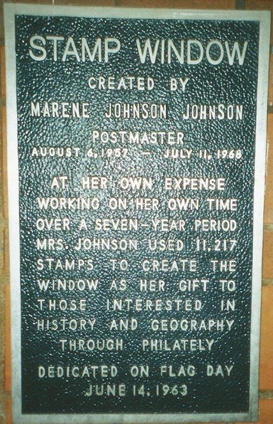 STAMP WINDOW
CREATED BY
MARENE JOHNSON JOHNSON
POSTMASTER
AUGUST 6, 1957 — JULY 11, 1968
AT HER OWN EXPENSE
WORKING ON HER OWN TIME
OVER A SEVEN-YEAR PERIOD
MRS. JOHNSON USED 11,217
STAMPS TO CREATE THE
WINDOW AS HER GIFT TO
THOSE INTERESTED IN
HISTORY AND GEOGRAPHY
THROUGH PHILATELY
DEDICATED ON FLAG DAY
JUNE 14, 1963